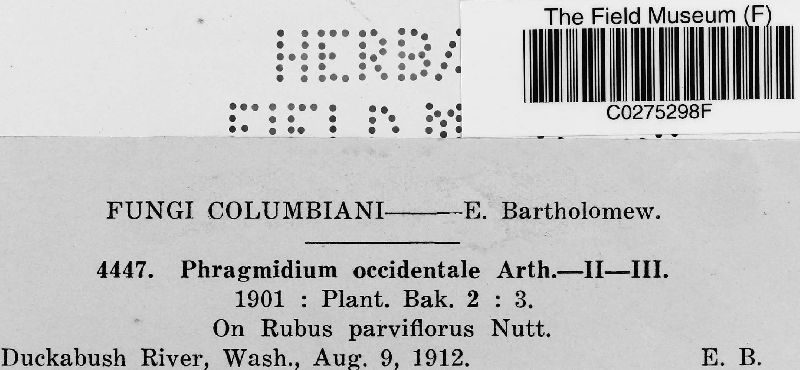 The Field Museum (F)
C0275298F
HERBA
FIELD M
FUNGI COLUMBIANI——E. Bartholomew.
4447. Phragmidium occidentale Arth.—II—III.
1901 : Plant. Bak. 2 : 3.
On Rubus parviflorus Nutt.
Duckabush River, Wash., Aug. 9, 1912. E. B.